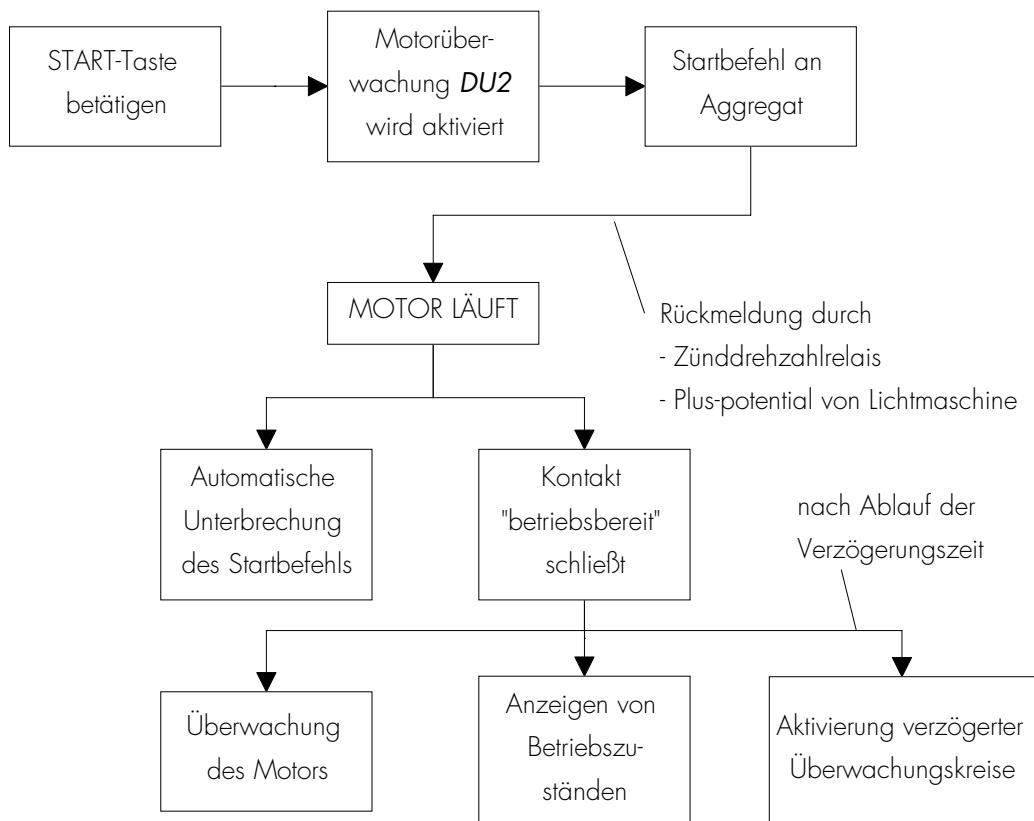 START-Taste
betätigen
Motorüber-
wachung DU2
wird aktiviert
Startbefehl an
Aggregat
MOTOR LÄUFT
Rückmeldung durch
- Zünddrehzahlrelais
- Plus-potential von Lichtmaschine
Automatische
Unterbrechung
des Startbefehls
Kontakt
"betriebsbereit"
schließt
nach Ablauf der
Verzögerungszeit
Überwachung
des Motors
Anzeigen von
Betriebszu-
ständen
Aktivierung verzögerter
Überwachungskreise